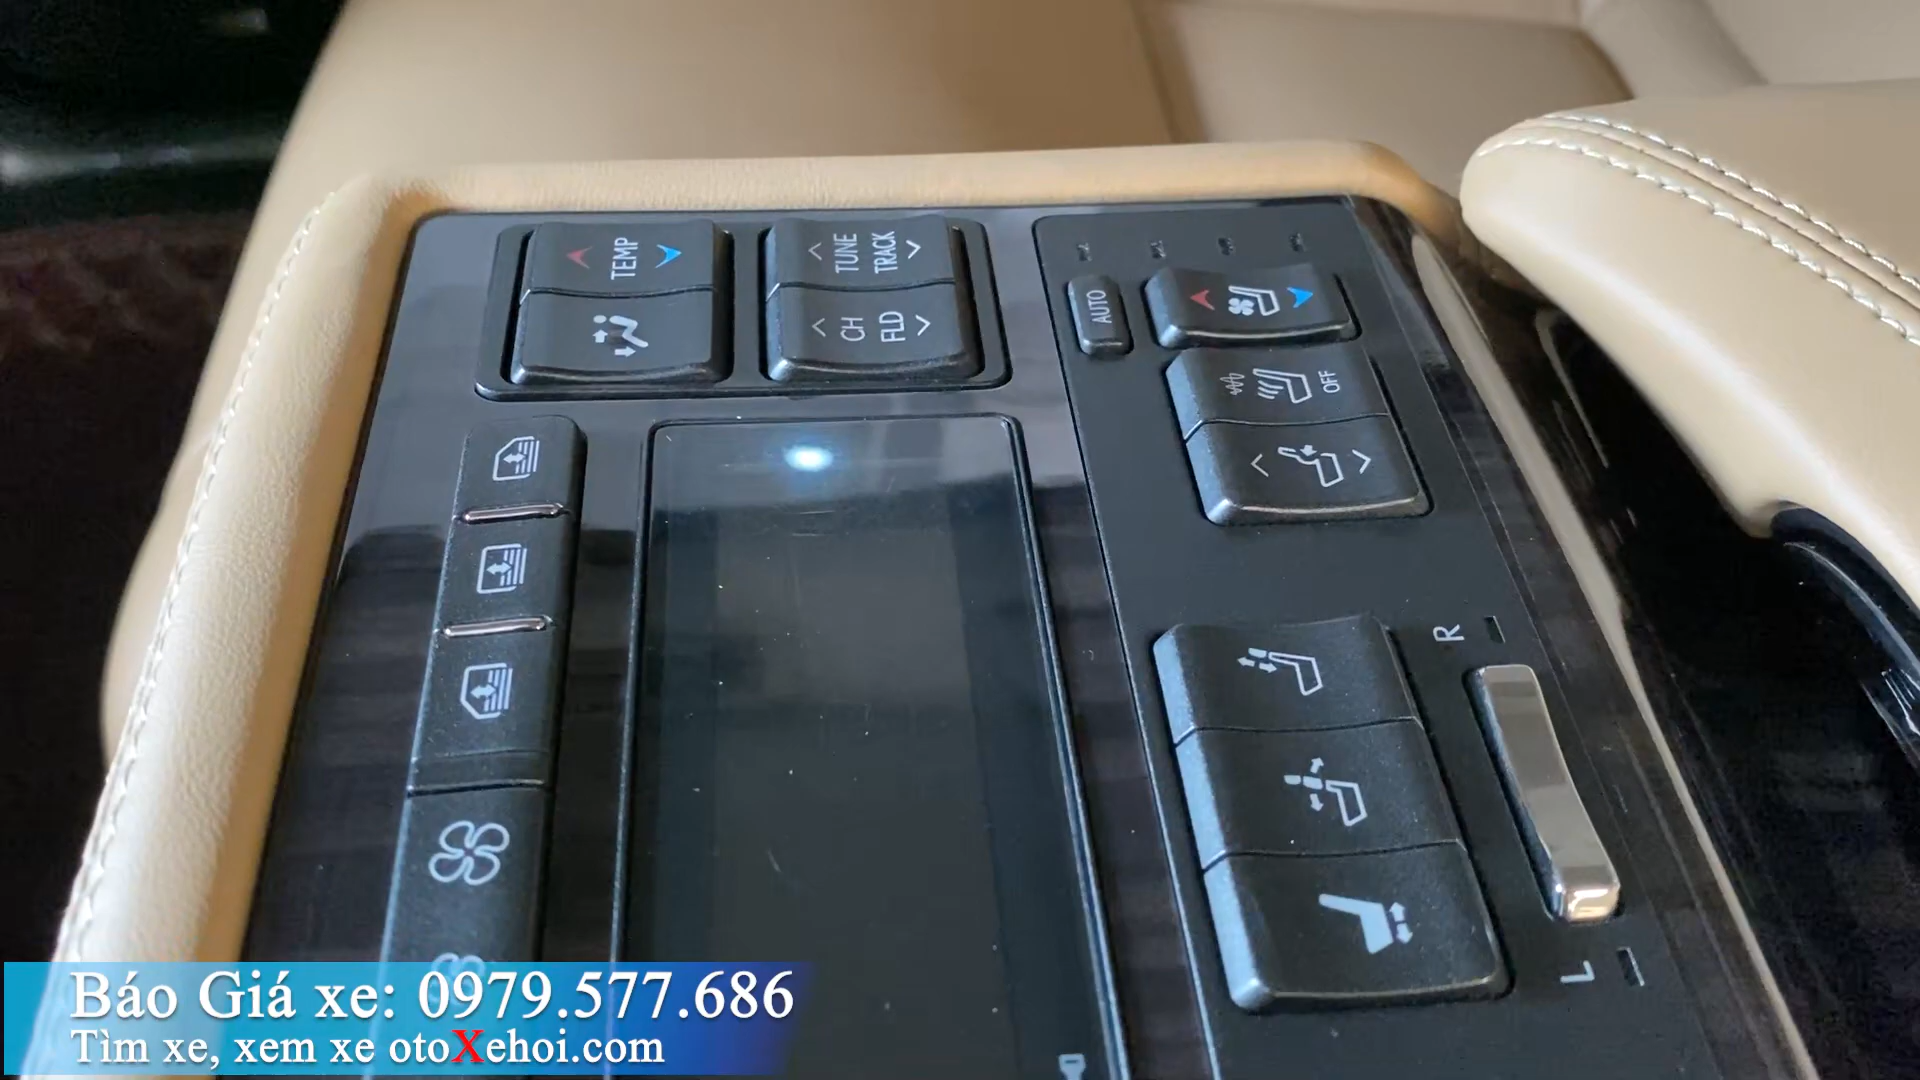 TEMP
TUNE
TRACK
CH
FLD
AUTO
OFF
R
L
Báo Giá xe: 0979.577.686
Tìm xe, xem xe otoXehoi.com